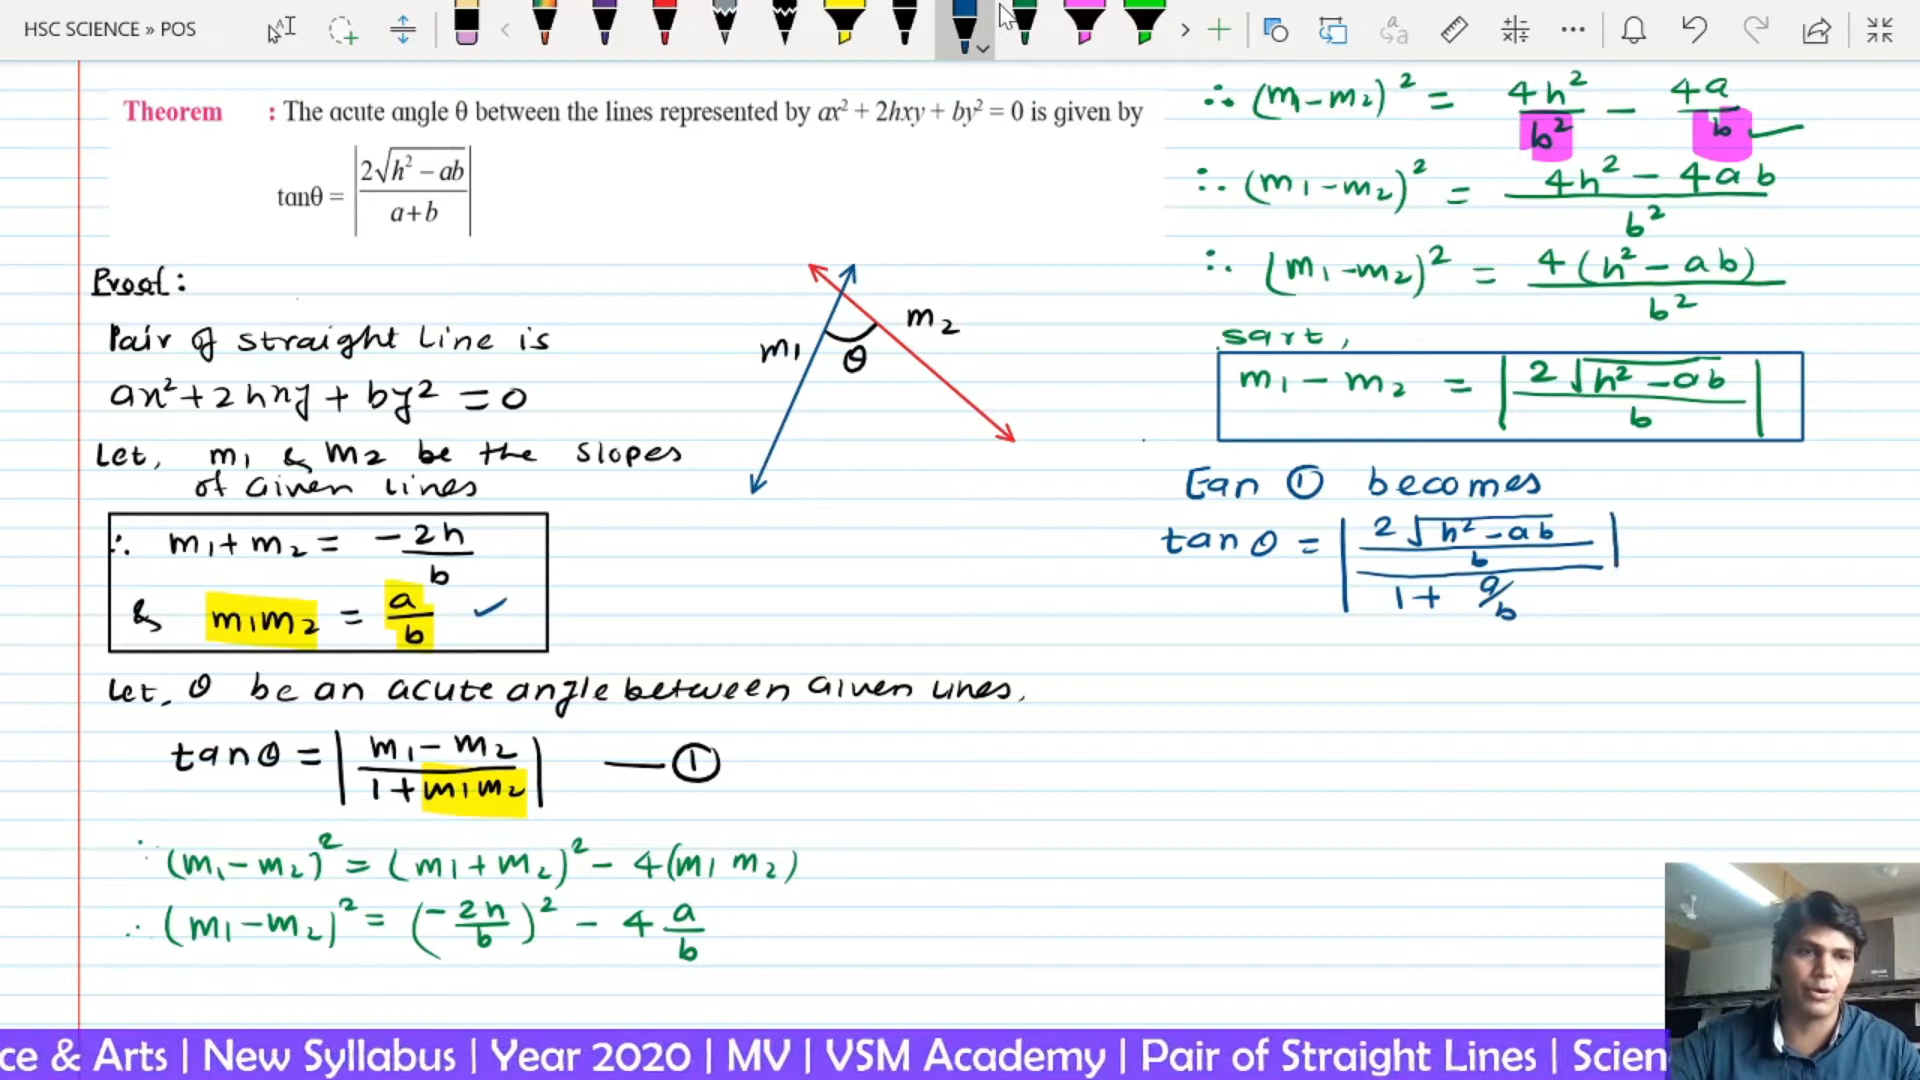 HSC SCIENCE » POS
Theorem : The acute angle θ between the lines represented by ax² + 2hxy + by² = 0 is given by
tanθ = |2√(h² − ab) / (a+b)|
Proof:
Pair of straight Line is
ax² + 2hxy + by² = 0
Let, m₁ & m₂ be the slopes
of Given lines
∴ m₁ + m₂ = −2h/b
& m₁m₂ = a/b ✓
Let, θ be an acute angle between Given lines.
tanθ = |(m₁ − m₂) / (1 + m₁m₂)| — ①
∵ (m₁ − m₂)² = (m₁ + m₂)² − 4(m₁ m₂)
∴ (m₁ − m₂)² = (−2h/b)² − 4 a/b
m₁
θ
m₂
∴ (m₁ − m₂)² = 4h²/b² − 4a/b
∴ (m₁ − m₂)² = (4h² − 4ab)/b²
∴ (m₁ − m₂)² = 4(h² − ab)/b²
sqrt,
m₁ − m₂ = |2√(h² − ab) / b|
Eqn ① becomes
tanθ = |(2√(h² − ab) / b) / (1 + a/b)|
ce & Arts | New Syllabus | Year 2020 | MV | VSM Academy | Pair of Straight Lines | Scien